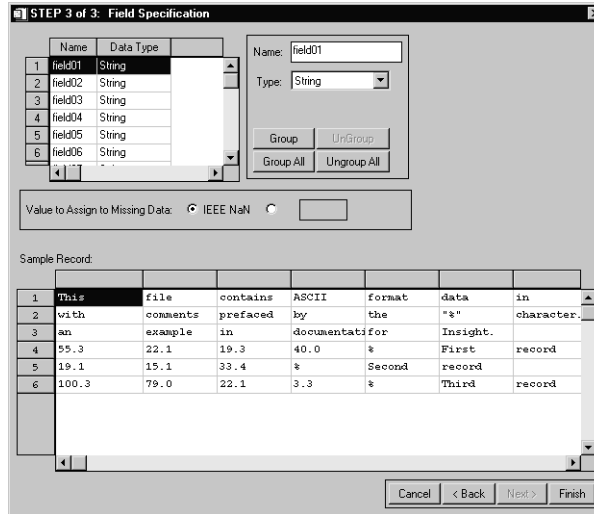 STEP 3 of 3: Field Specification
Name Data Type
1 field01 String
2 field02 String
3 field03 String
4 field04 String
5 field05 String
6 field06 String
Name: field01
Type: String
Group UnGroup
Group All Ungroup All
Value to Assign to Missing Data: IEEE NaN
Sample Record:
1 This file contains ASCII format data in
2 with comments prefaced by the "%" character.
3 an example in documentati for Insight.
4 55.3 22.1 19.3 40.0 % First record
5 19.1 15.1 33.4 % Second record
6 100.3 79.0 22.1 3.3 % Third record
Cancel < Back Next > Finish